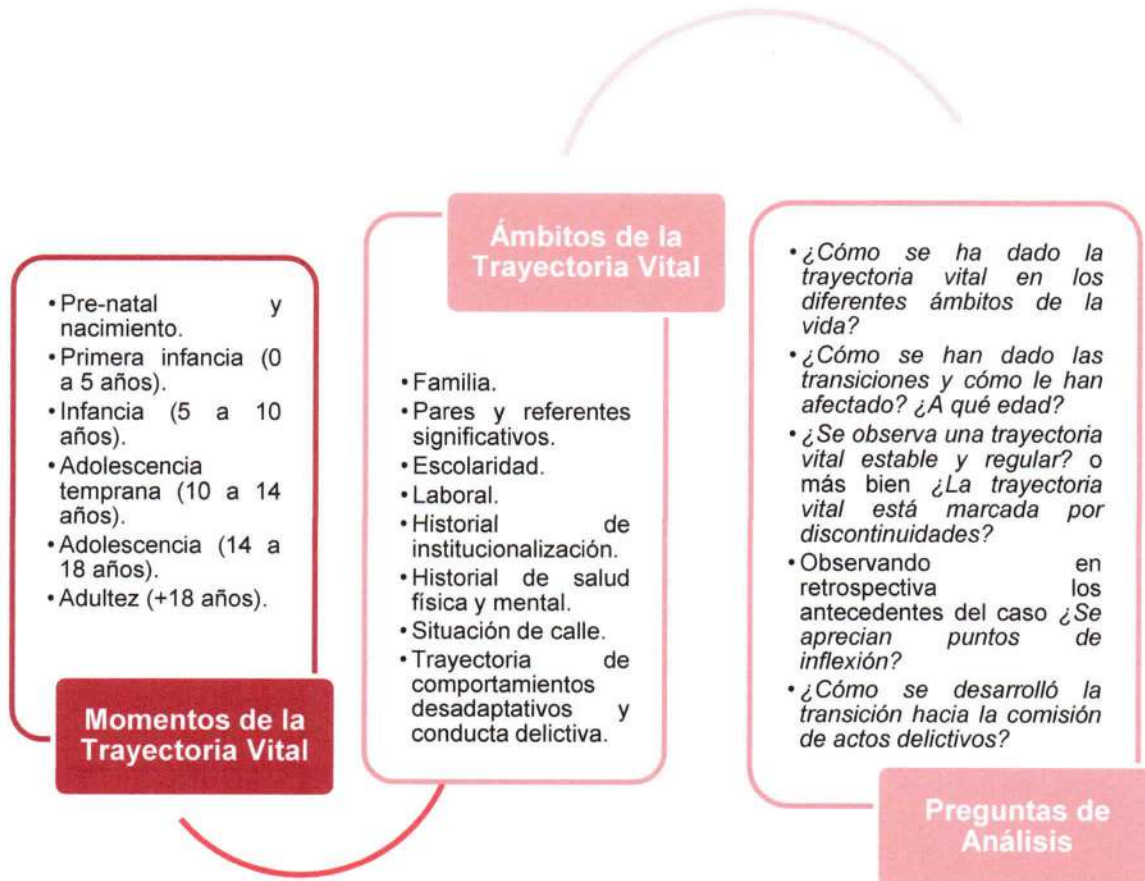 • Pre-natal y
nacimiento.
• Primera infancia (0
a 5 años).
• Infancia (5 a 10
años).
• Adolescencia
temprana (10 a 14
años).
• Adolescencia (14 a
18 años).
• Adultez (+18 años).
Momentos de la
Trayectoria Vital
Ámbitos de la
Trayectoria Vital
• Familia.
• Pares y referentes
significativos.
• Escolaridad.
• Laboral.
• Historial de
institucionalización.
• Historial de salud
física y mental.
• Situación de calle.
• Trayectoria de
comportamientos
desadaptativos y
conducta delictiva.
• ¿Cómo se ha dado la
trayectoria vital en los
diferentes ámbitos de la
vida?
• ¿Cómo se han dado las
transiciones y cómo le han
afectado? ¿A qué edad?
• ¿Se observa una trayectoria
vital estable y regular? o
más bien ¿La trayectoria
vital está marcada por
discontinuidades?
• Observando en
retrospectiva los
antecedentes del caso ¿Se
aprecian puntos de
inflexión?
• ¿Cómo se desarrolló la
transición hacia la comisión
de actos delictivos?
Preguntas de
Análisis